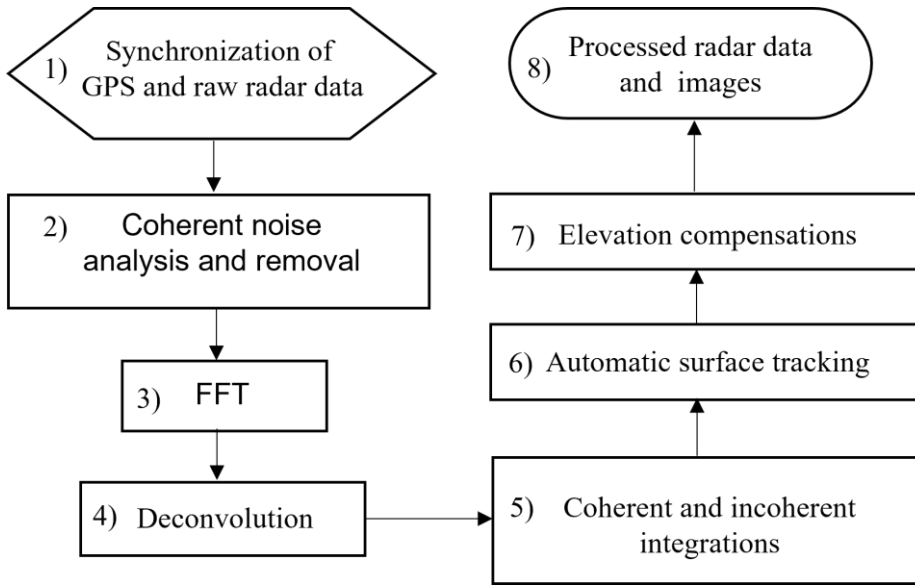 1) Synchronization of
GPS and raw radar data
2) Coherent noise
analysis and removal
3) FFT
4) Deconvolution
5) Coherent and incoherent
integrations
6) Automatic surface tracking
7) Elevation compensations
8) Processed radar data
and images